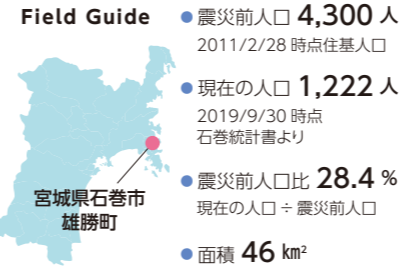 Field Guide
宮城県石巻市
雄勝町
● 震災前人口 4,300 人
2011/2/28 時点住基人口
● 現在の人口 1,222 人
2019/9/30 時点
石巻統計書より
● 震災前人口比 28.4 %
現在の人口 ÷ 震災前人口
● 面積 46 ㎢